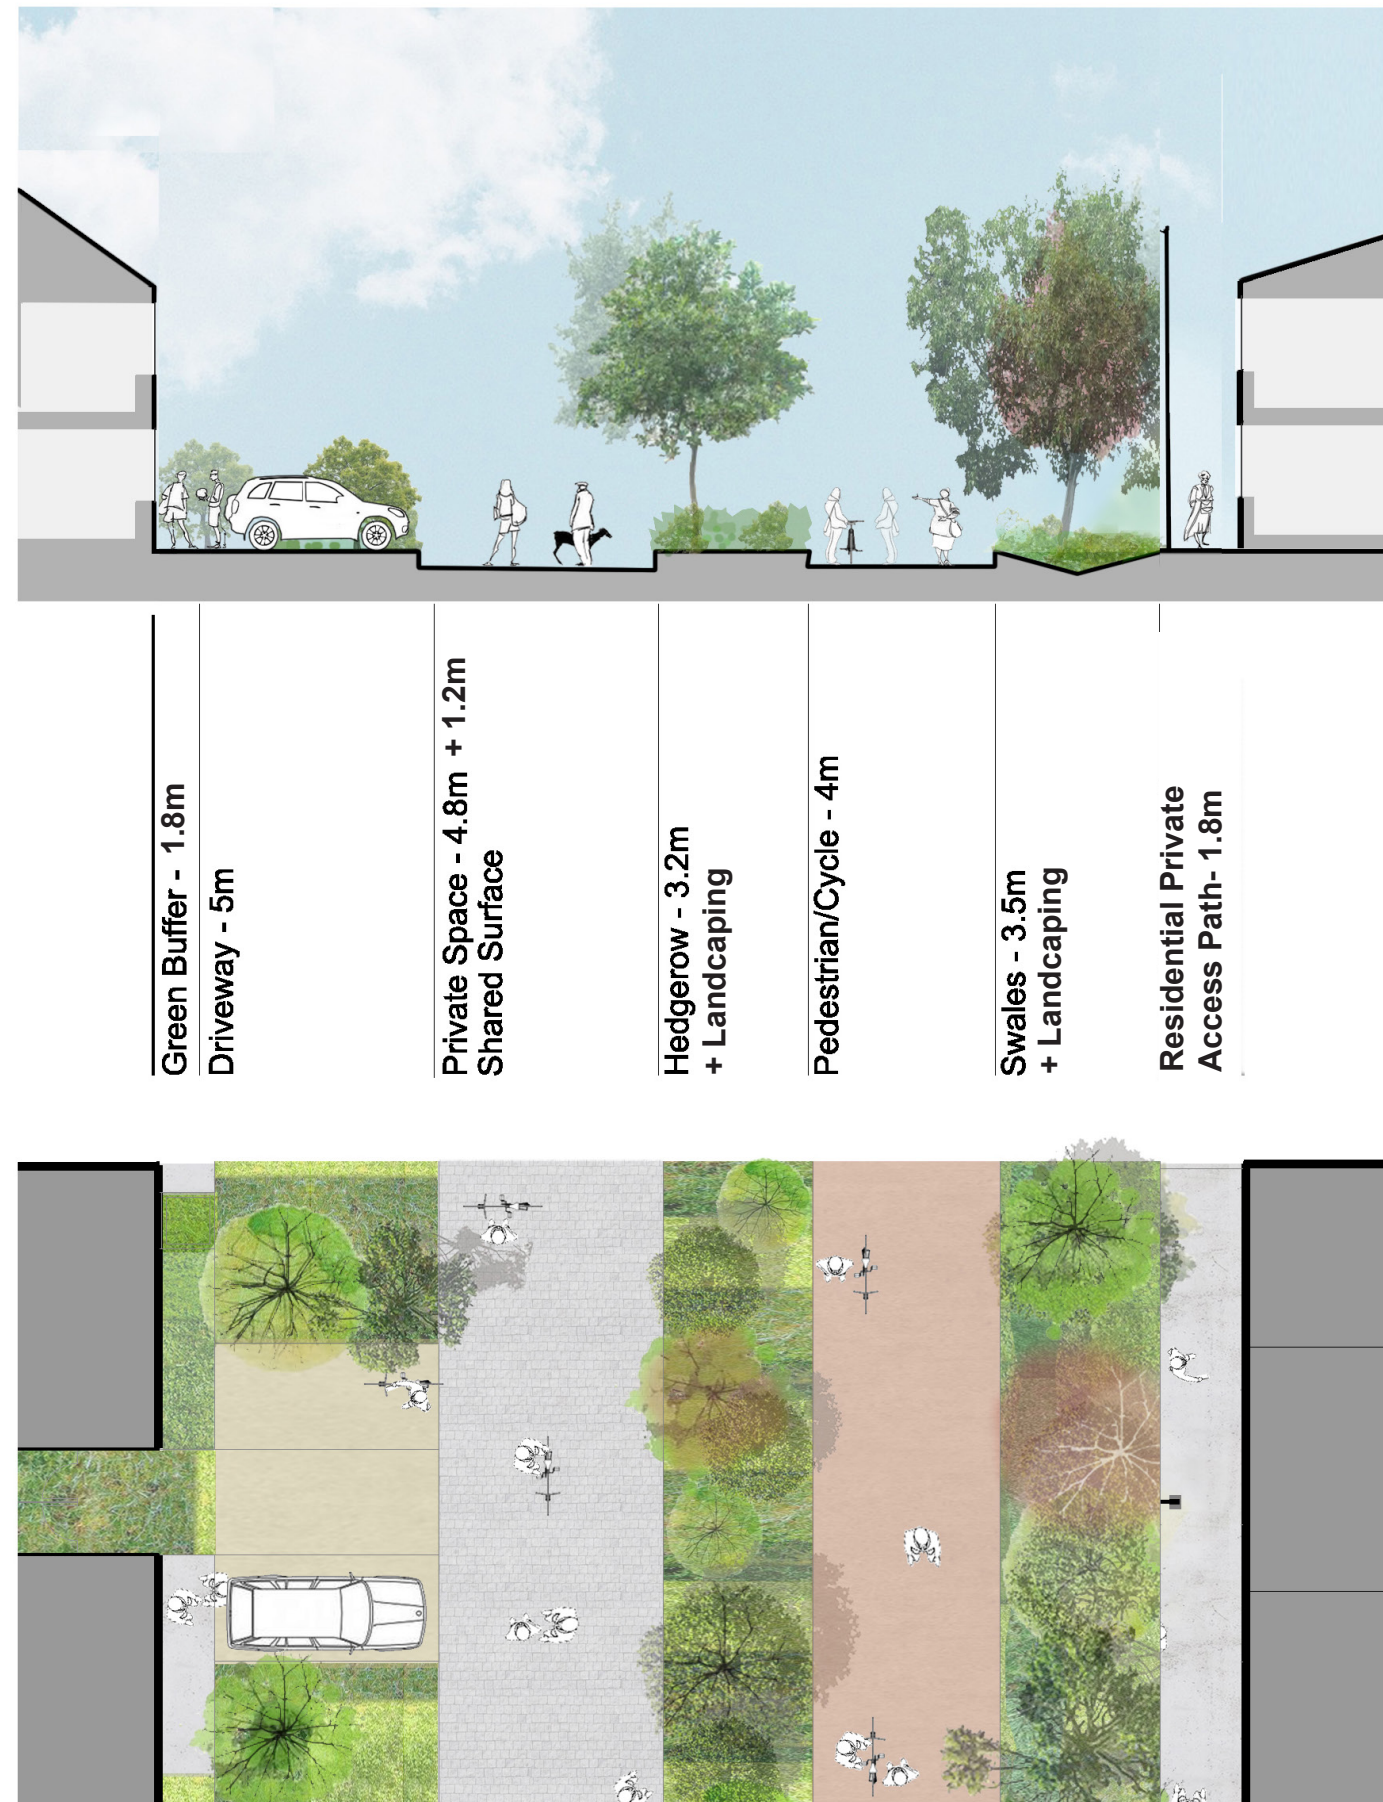 Green Buffer - 1.8m
Driveway - 5m
Private Space - 4.8m + 1.2m
Shared Surface
Hedgerow - 3.2m
+ Landcaping
Pedestrian/Cycle - 4m
Swales - 3.5m
+ Landcaping
Residential Private
Access Path- 1.8m